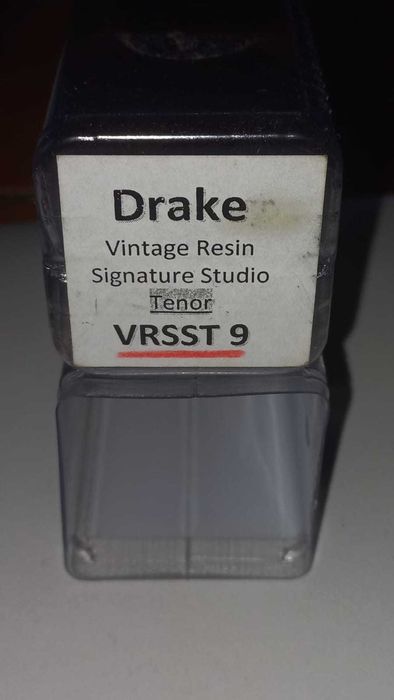 Drake
Vintage Resin
Signature Studio
Tenor
VRSST 9